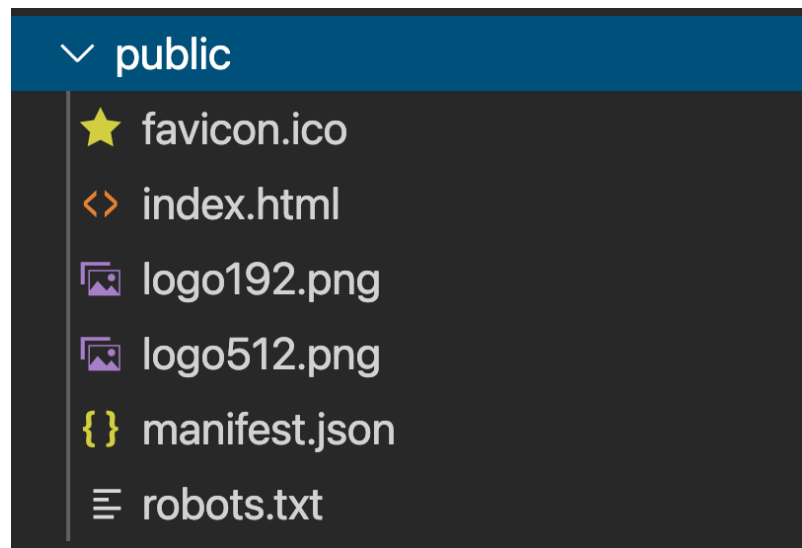 public
favicon.ico
index.html
logo192.png
logo512.png
manifest.json
robots.txt